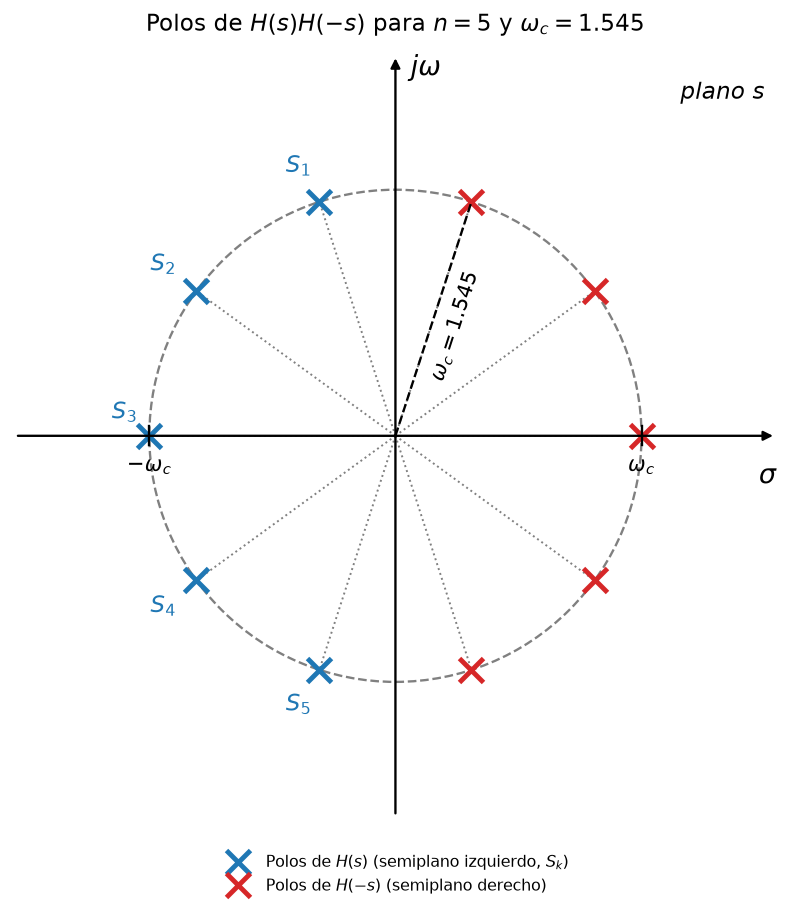 Polos de H(s)H(−s) para n = 5 y ω_c = 1.545
jω
plano s
S_1
S_2
ω_c = 1.545
S_3
−ω_c
ω_c
σ
S_4
S_5
Polos de H(s) (semiplano izquierdo, S_k)
Polos de H(−s) (semiplano derecho)